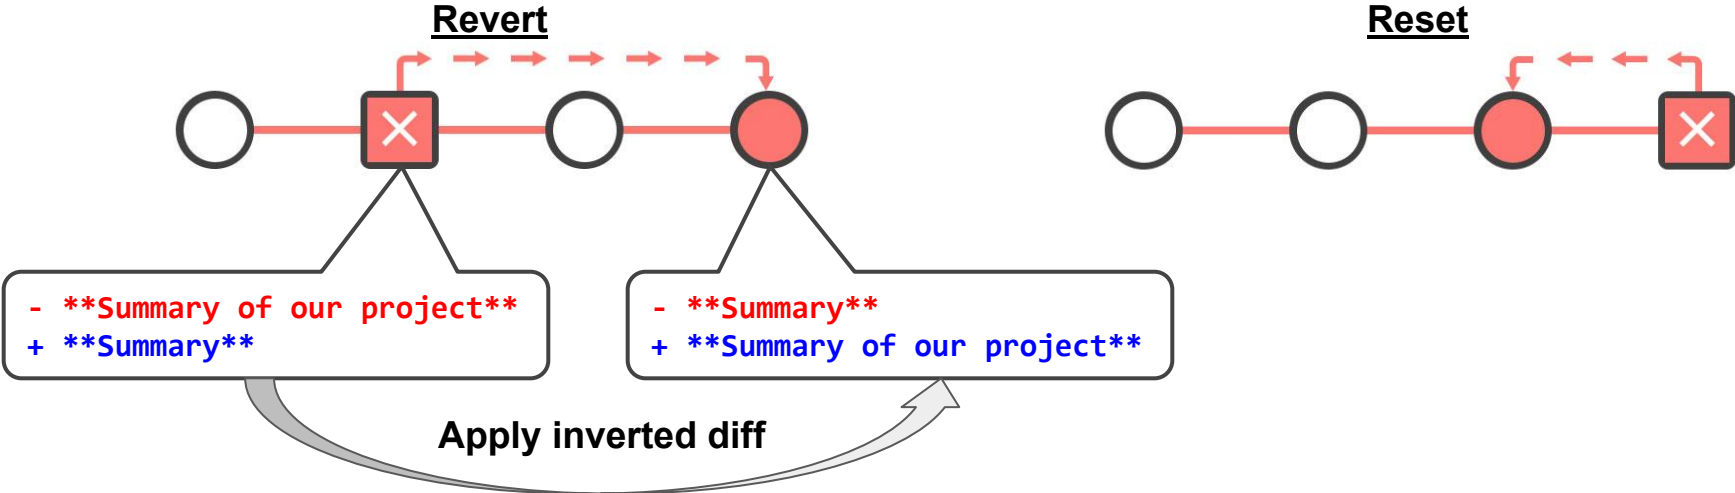 Revert
Reset
- **Summary of our project**
+ **Summary**
- **Summary**
+ **Summary of our project**
Apply inverted diff